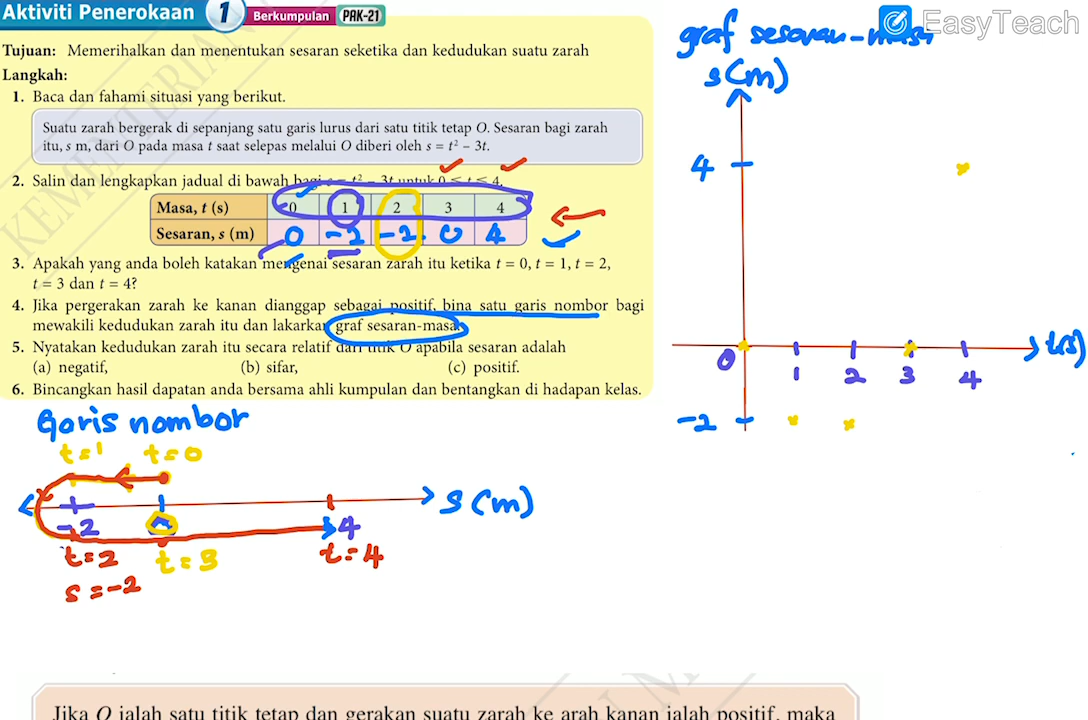 Aktiviti Penerokaan 1 Berkumpulan PAK-21
Tujuan: Memerihalkan dan menentukan sesaran seketika dan kedudukan suatu zarah
Langkah:
1. Baca dan fahami situasi yang berikut.
Suatu zarah bergerak di sepanjang satu garis lurus dari satu titik tetap O. Sesaran bagi zarah
itu, s m, dari O pada masa t saat selepas melalui O diberi oleh s = t² – 3t.
2. Salin dan lengkapkan jadual di bawah bagi s = t² – 3t untuk 0 ≤ t ≤ 4.
Masa, t (s) 0 1 2 3 4
Sesaran, s (m) 0 -2 -2 0 4
3. Apakah yang anda boleh katakan mengenai sesaran zarah itu ketika t = 0, t = 1, t = 2,
t = 3 dan t = 4?
4. Jika pergerakan zarah ke kanan dianggap sebagai positif, bina satu garis nombor bagi
mewakili kedudukan zarah itu dan lakarkan graf sesaran-masa.
5. Nyatakan kedudukan zarah itu secara relatif dari titik O apabila sesaran adalah
(a) negatif, (b) sifar, (c) positif.
6. Bincangkan hasil dapatan anda bersama ahli kumpulan dan bentangkan di hadapan kelas.
Garis nombor
t=1 t=0
s(m)
-2 4
t=2 t=3 t=4
s=-2
graf sesaran-masa
EasyTeach
s(m)
4
t(s)
0 1 2 3 4
-2
Jika O ialah satu titik tetap dan gerakan suatu zarah ke arah kanan ialah positif, maka